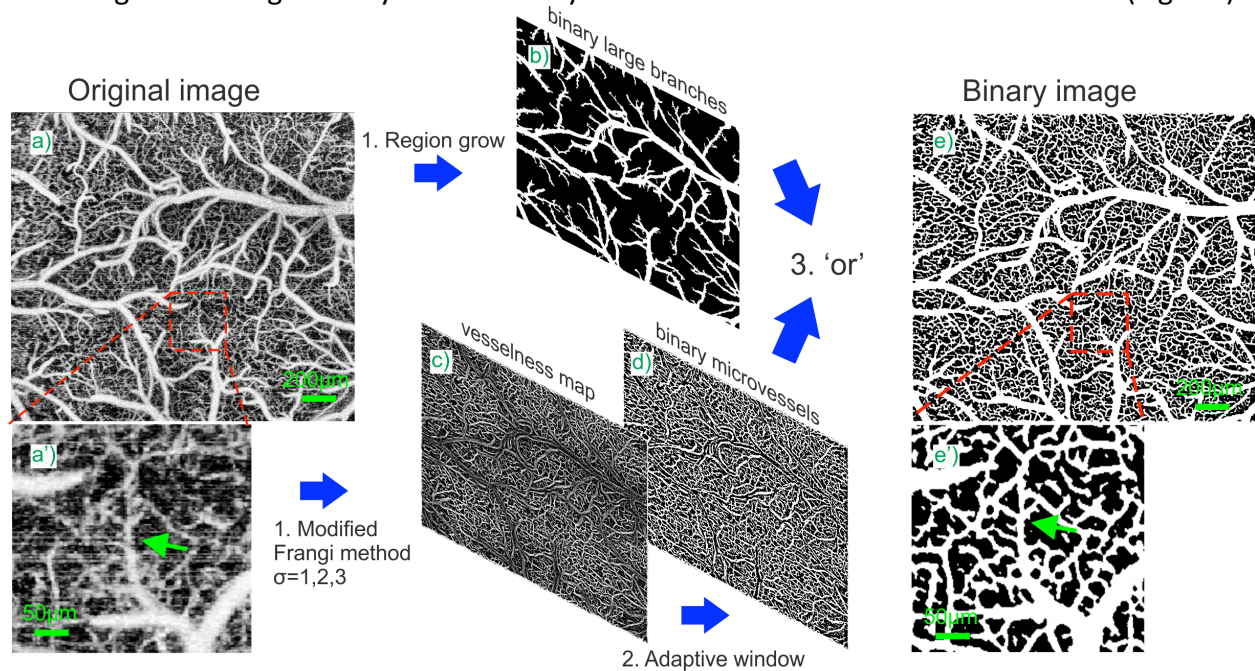 (
binary large branches
b)
Original image
Binary image
a)
1. Region grow
e)
3. 'or'
vesselness map
binary microvessels
c)
d)
200µm
200µm
a')
e')
1. Modified
Frangi method
σ=1,2,3
50µm
50µm
2. Adaptive window